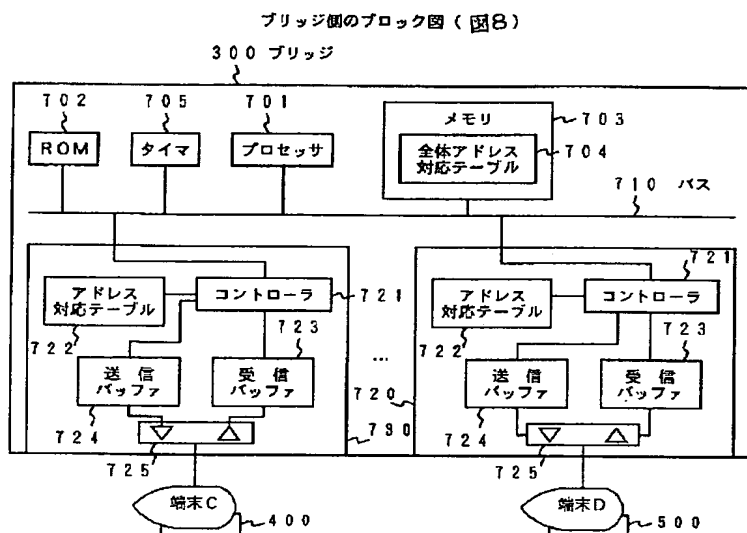 ブリッジ側のブロック図(図8)
300 ブリッジ
702
705
701
メモリ
703
ROM
タイマ
プロセッサ
全体アドレス
対応テーブル
704
710 バス
アドレス
対応テーブル
コントローラ
721
722
723
送信
バッファ
受信
バッファ
724
725
730
...
アドレス
対応テーブル
コントローラ
721
722
723
送信
バッファ
受信
バッファ
720
724
725
端末C
400
端末D
500